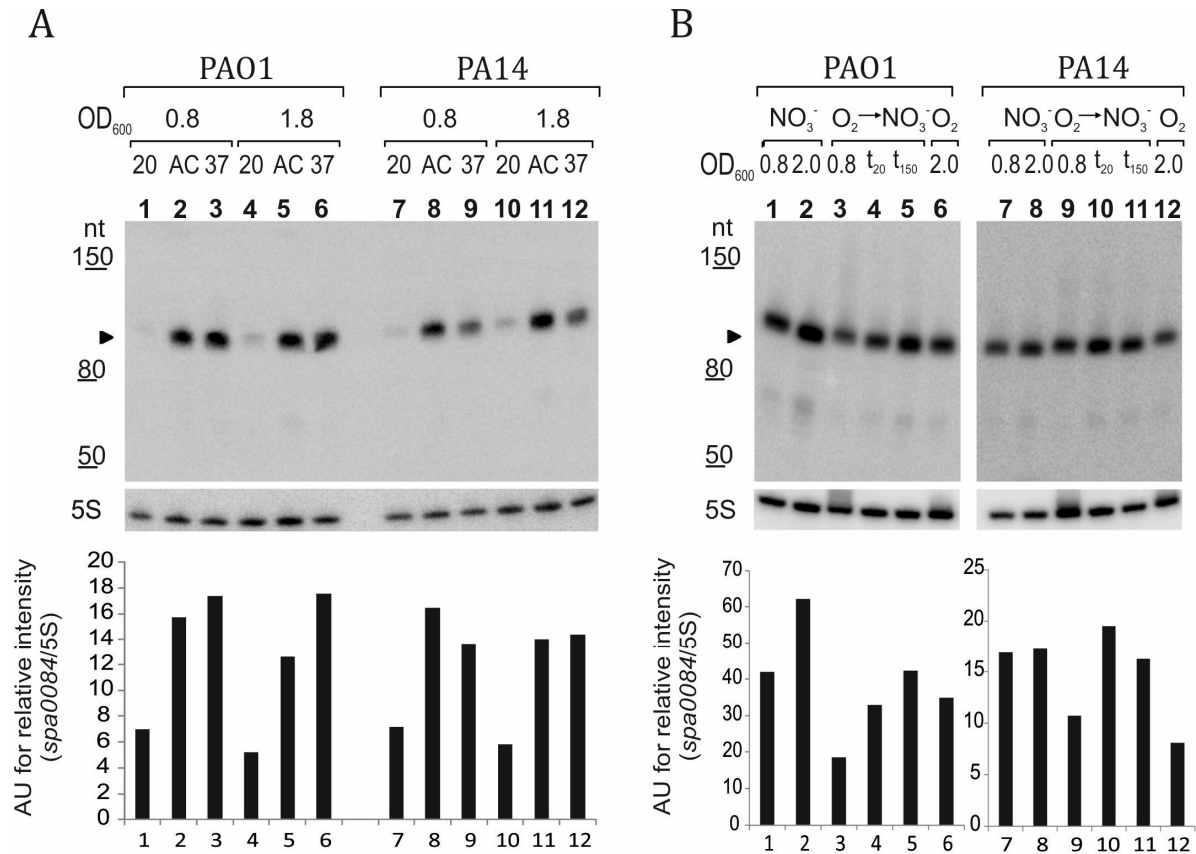 A
PAO1 PA14
OD600 0.8 1.8 0.8 1.8
20 AC 37 20 AC 37 20 AC 37 20 AC 37
1 2 3 4 5 6 7 8 9 10 11 12
nt
150
80
50
5S
AU for relative intensity
(spa0084/5S)
20
18
16
14
12
10
8
6
4
2
0
1 2 3 4 5 6 7 8 9 10 11 12
B
PAO1 PA14
NO3- O2→NO3- O2 NO3- O2→NO3- O2
OD600 0.8 2.0 0.8 t20 t150 2.0 0.8 2.0 0.8 t20 t150 2.0
1 2 3 4 5 6 7 8 9 10 11 12
nt
150
80
50
5S
AU for relative intensity
(spa0084/5S)
70
60
50
40
30
20
10
0
1 2 3 4 5 6
25
20
15
10
5
0
7 8 9 10 11 12